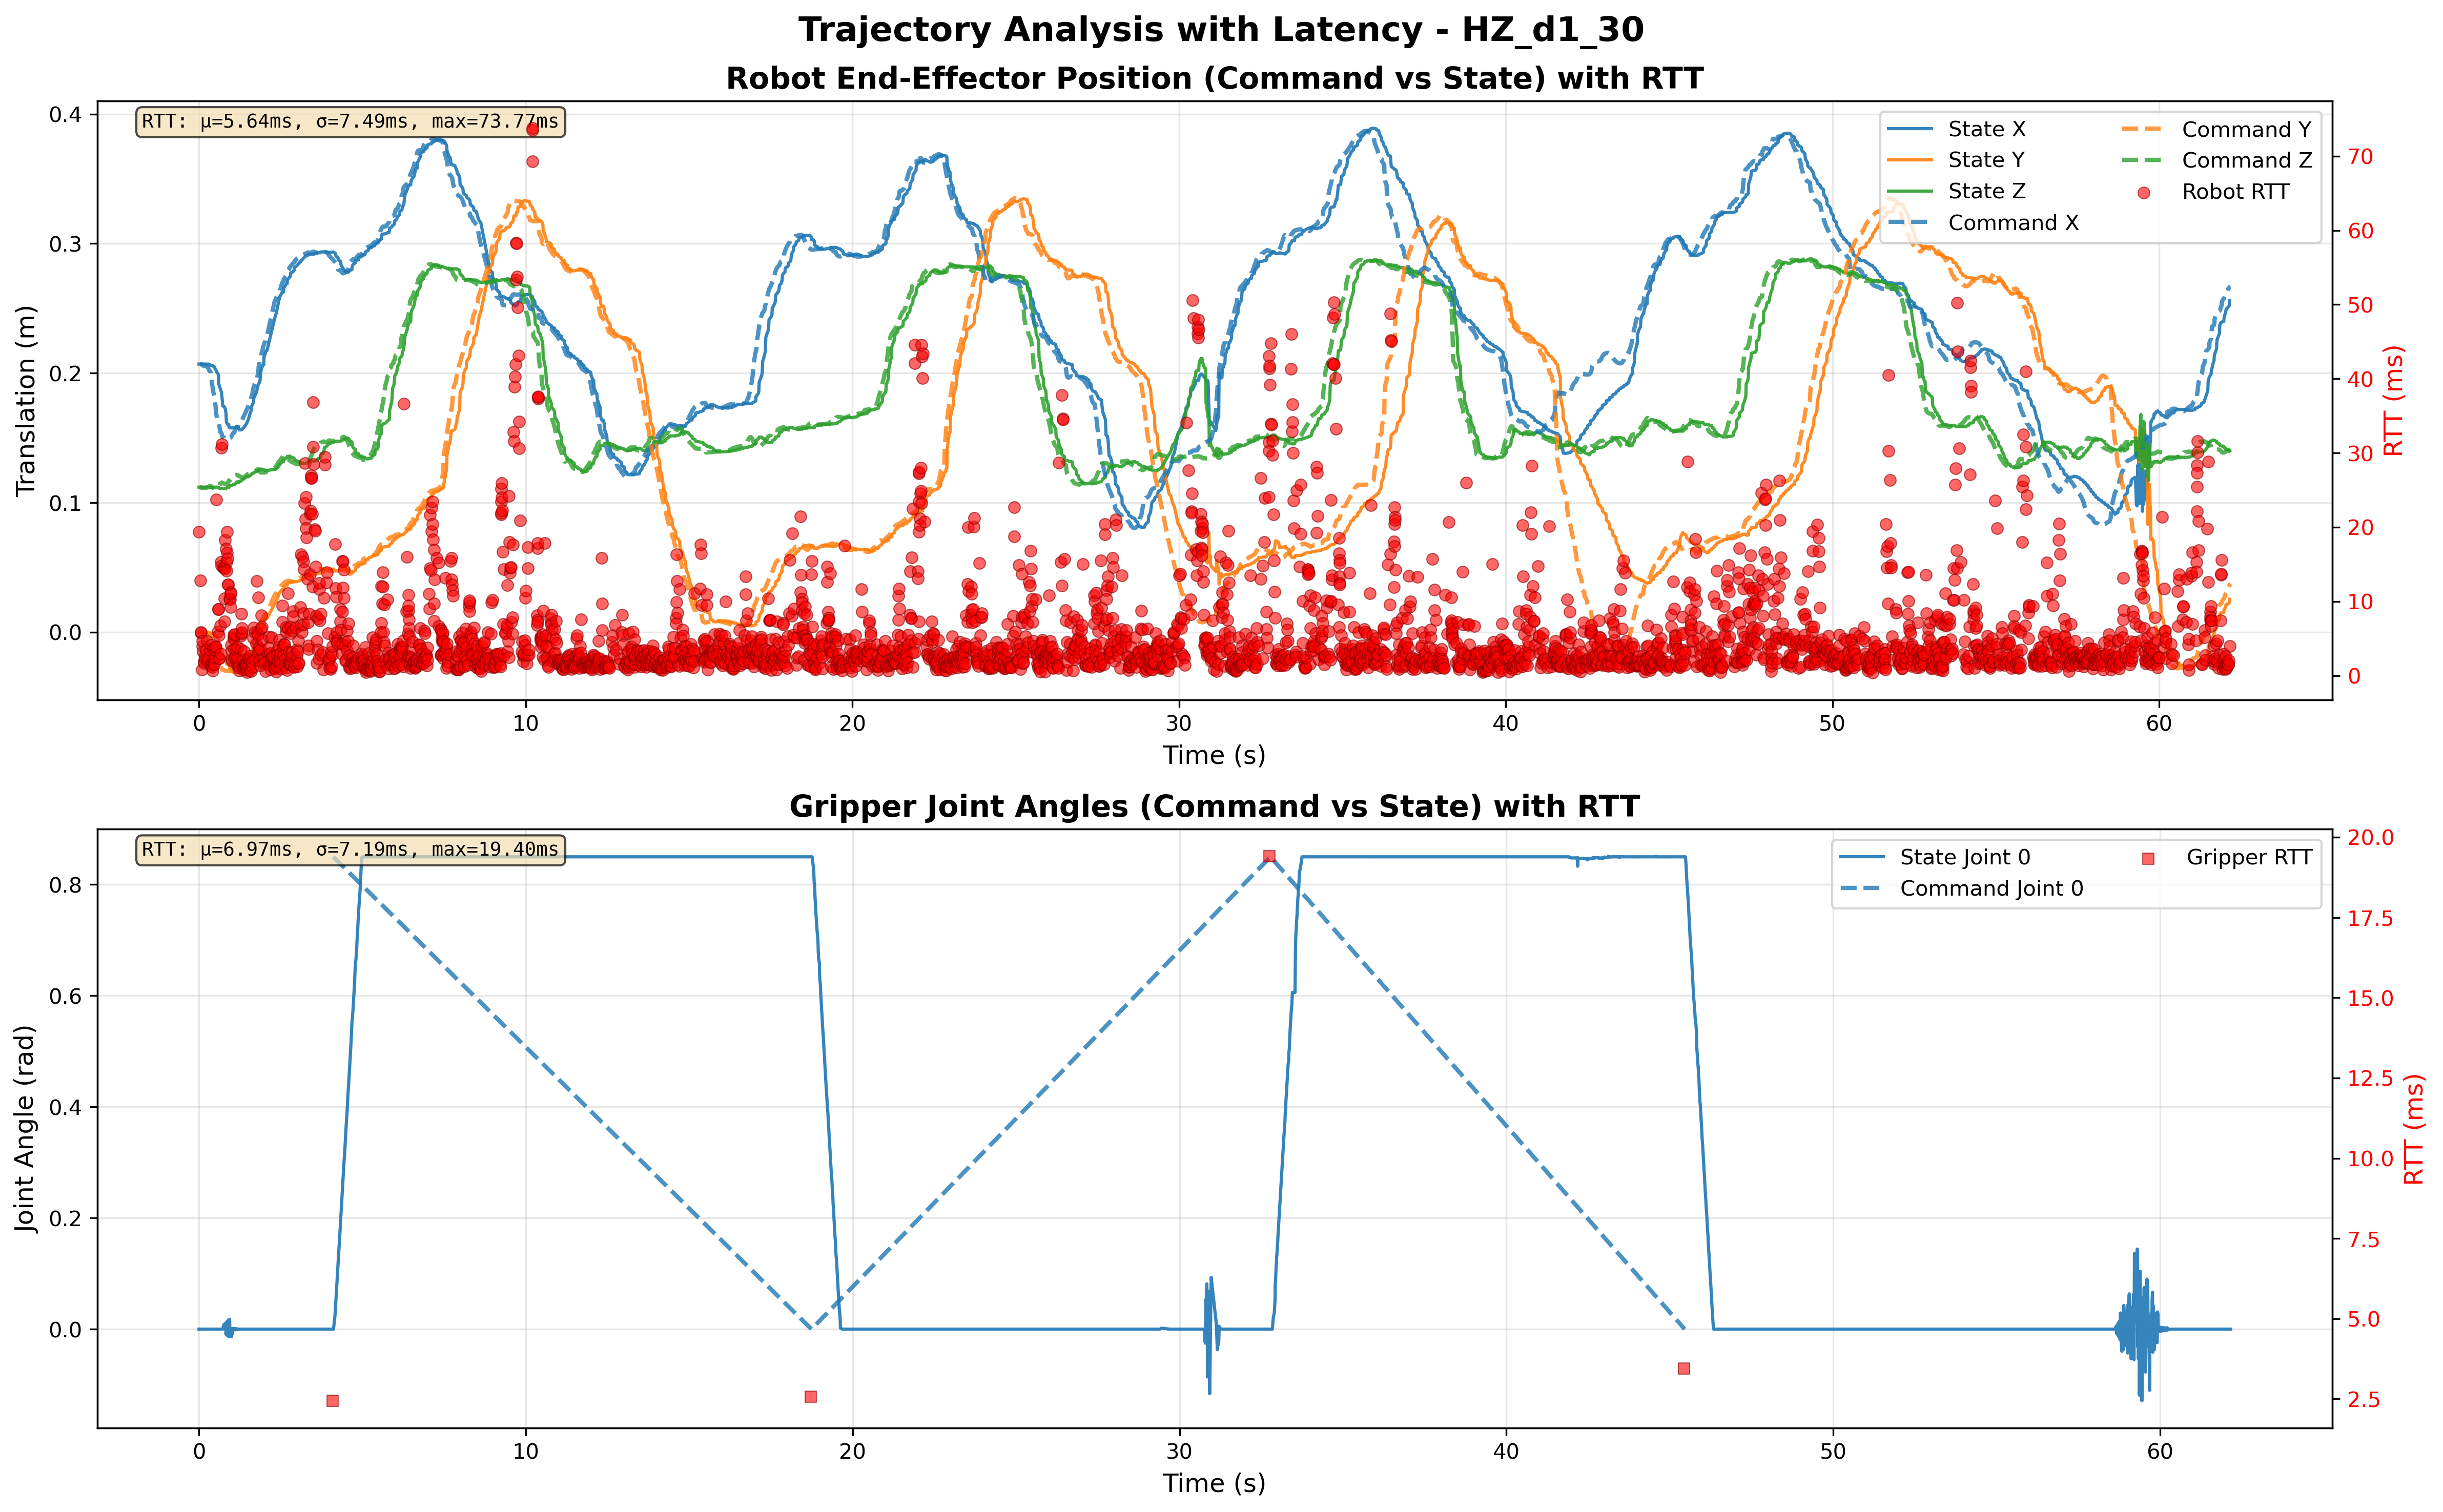 Trajectory Analysis with Latency - HZ_d1_30
Robot End-Effector Position (Command vs State) with RTT
RTT: μ=5.64ms, σ=7.49ms, max=73.77ms
State X
State Y
State Z
Command X
Command Y
Command Z
Robot RTT
Translation (m)
0.4
0.3
0.2
0.1
0.0
70
60
50
40
30
20
10
0
RTT (ms)
0 10 20 30 40 50 60
Time (s)
Gripper Joint Angles (Command vs State) with RTT
RTT: μ=6.97ms, σ=7.19ms, max=19.40ms
State Joint 0
Command Joint 0
Gripper RTT
Joint Angle (rad)
0.8
0.6
0.4
0.2
0.0
20.0
17.5
15.0
12.5
10.0
7.5
5.0
2.5
RTT (ms)
0 10 20 30 40 50 60
Time (s)